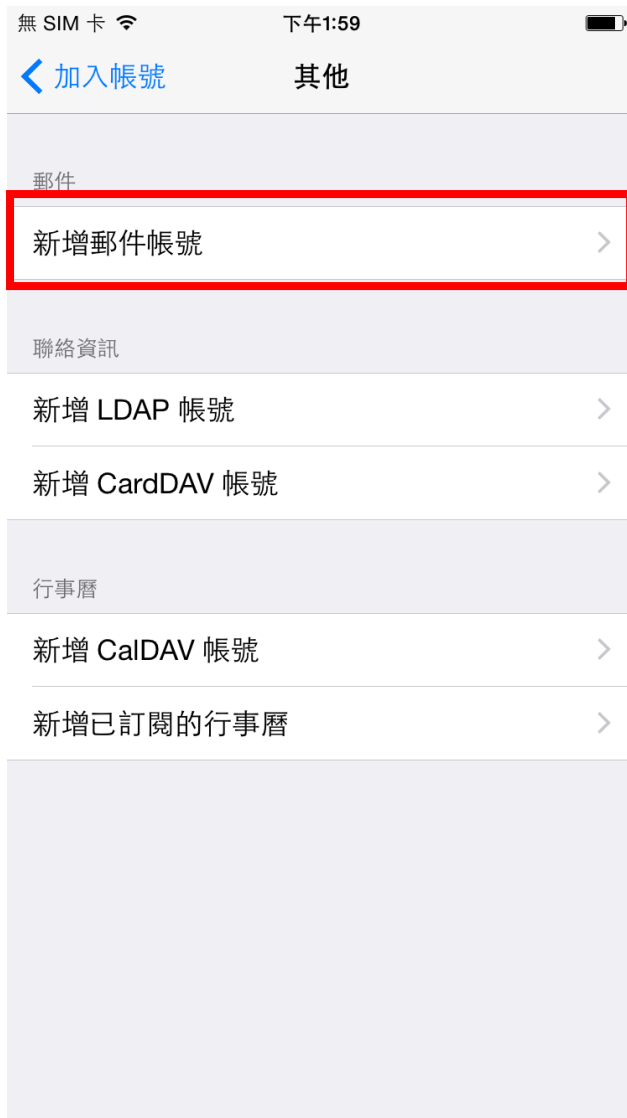 無 SIM 卡 下午1:59
加入帳號 其他
郵件
新增郵件帳號
聯絡資訊
新增 LDAP 帳號
新增 CardDAV 帳號
行事曆
新增 CalDAV 帳號
新增已訂閱的行事曆